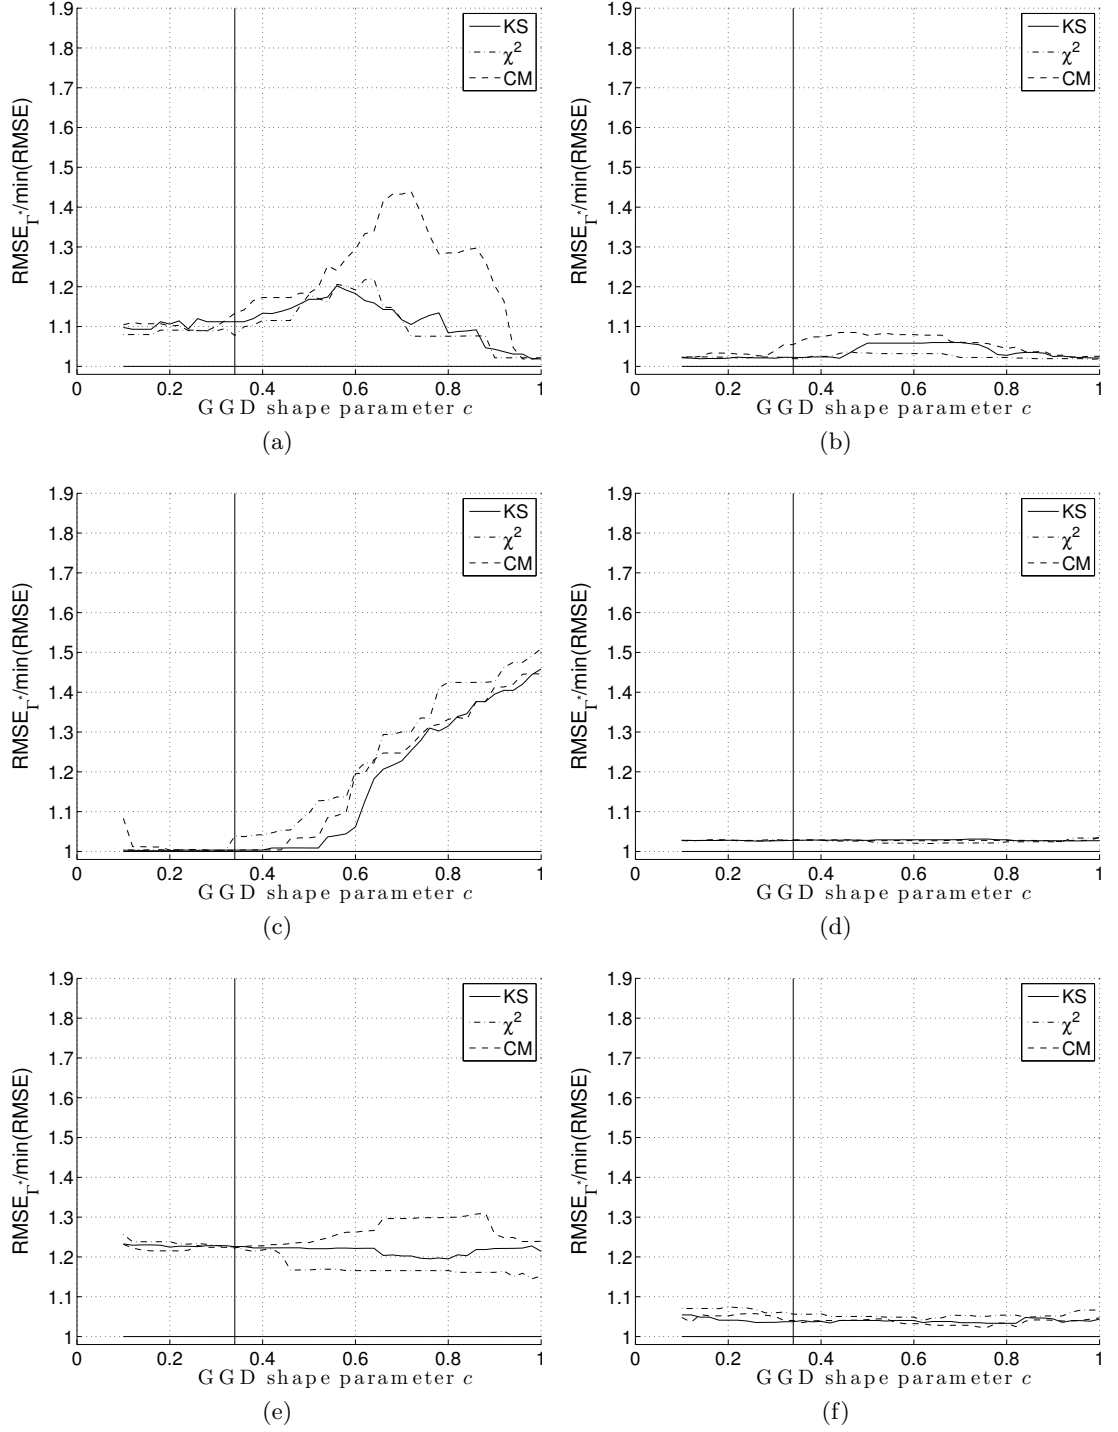 1.9
1.8
1.7
1.6
1.5
1.4
1.3
1.2
1.1
1
0 0.2 0.4 0.6 0.8 1
RMSE_Γ*/min(RMSE)
GGD shape parameter c
KS
χ²
CM
(a)
1.9
1.8
1.7
1.6
1.5
1.4
1.3
1.2
1.1
1
0 0.2 0.4 0.6 0.8 1
RMSE_Γ*/min(RMSE)
GGD shape parameter c
KS
χ²
CM
(b)
1.9
1.8
1.7
1.6
1.5
1.4
1.3
1.2
1.1
1
0 0.2 0.4 0.6 0.8 1
RMSE_Γ*/min(RMSE)
GGD shape parameter c
KS
χ²
CM
(c)
1.9
1.8
1.7
1.6
1.5
1.4
1.3
1.2
1.1
1
0 0.2 0.4 0.6 0.8 1
RMSE_Γ*/min(RMSE)
GGD shape parameter c
KS
χ²
CM
(d)
1.9
1.8
1.7
1.6
1.5
1.4
1.3
1.2
1.1
1
0 0.2 0.4 0.6 0.8 1
RMSE_Γ*/min(RMSE)
GGD shape parameter c
KS
χ²
CM
(e)
1.9
1.8
1.7
1.6
1.5
1.4
1.3
1.2
1.1
1
0 0.2 0.4 0.6 0.8 1
RMSE_Γ*/min(RMSE)
GGD shape parameter c
KS
χ²
CM
(f)